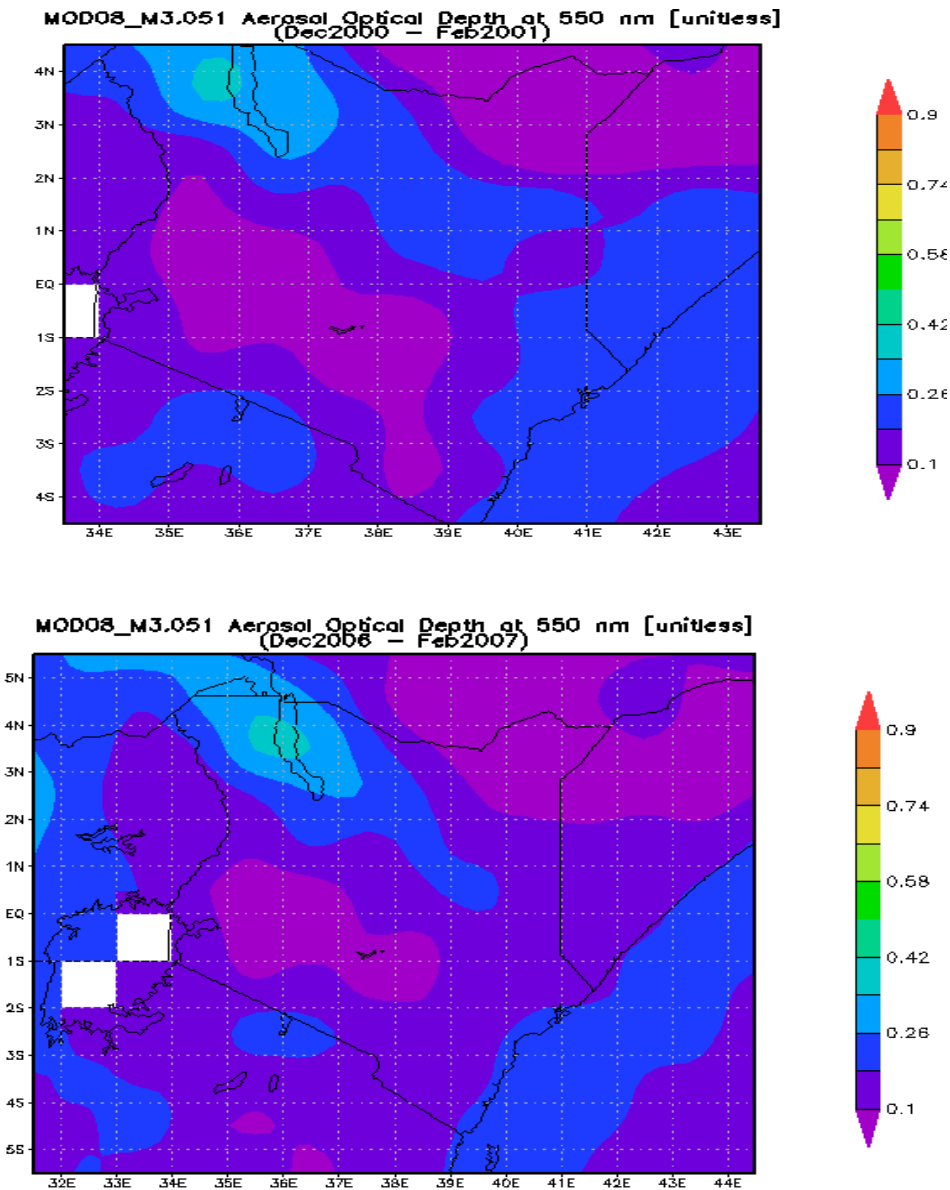 MOD08_M3.051 Aerosol Optical Depth at 550 nm [unitless]
(Dec2000 - Feb2001)
4N
3N
2N
1N
EQ
1S
2S
3S
4S
34E 35E 36E 37E 38E 39E 40E 41E 42E 43E
0.9
0.74
0.58
0.42
0.26
0.1
MOD08_M3.051 Aerosol Optical Depth at 550 nm [unitless]
(Dec2006 - Feb2007)
5N
4N
3N
2N
1N
EQ
1S
2S
3S
4S
5S
32E 33E 34E 35E 36E 37E 38E 39E 40E 41E 42E 43E 44E
0.9
0.74
0.58
0.42
0.26
0.1